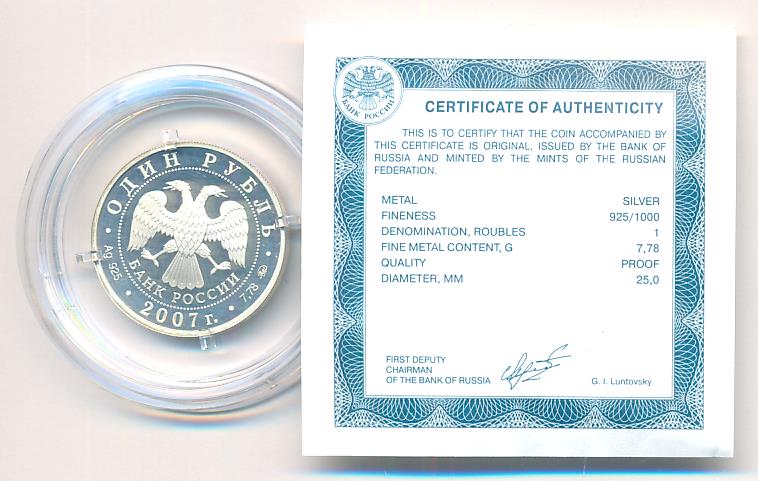 ОДИН РУБЛЬ
Ag 925
БАНК РОССИИ
7,78
2007 г.
БАНК РОССИИ
CERTIFICATE OF AUTHENTICITY
THIS IS TO CERTIFY THAT THE COIN ACCOMPANIED BY
THIS CERTIFICATE IS ORIGINAL, ISSUED BY THE BANK OF
RUSSIA AND MINTED BY THE MINTS OF THE RUSSIAN
FEDERATION.
METAL SILVER
FINENESS 925/1000
DENOMINATION, ROUBLES 1
FINE METAL CONTENT, G 7,78
QUALITY PROOF
DIAMETER, MM 25,0
FIRST DEPUTY
CHAIRMAN
OF THE BANK OF RUSSIA G. I. Luntovsky